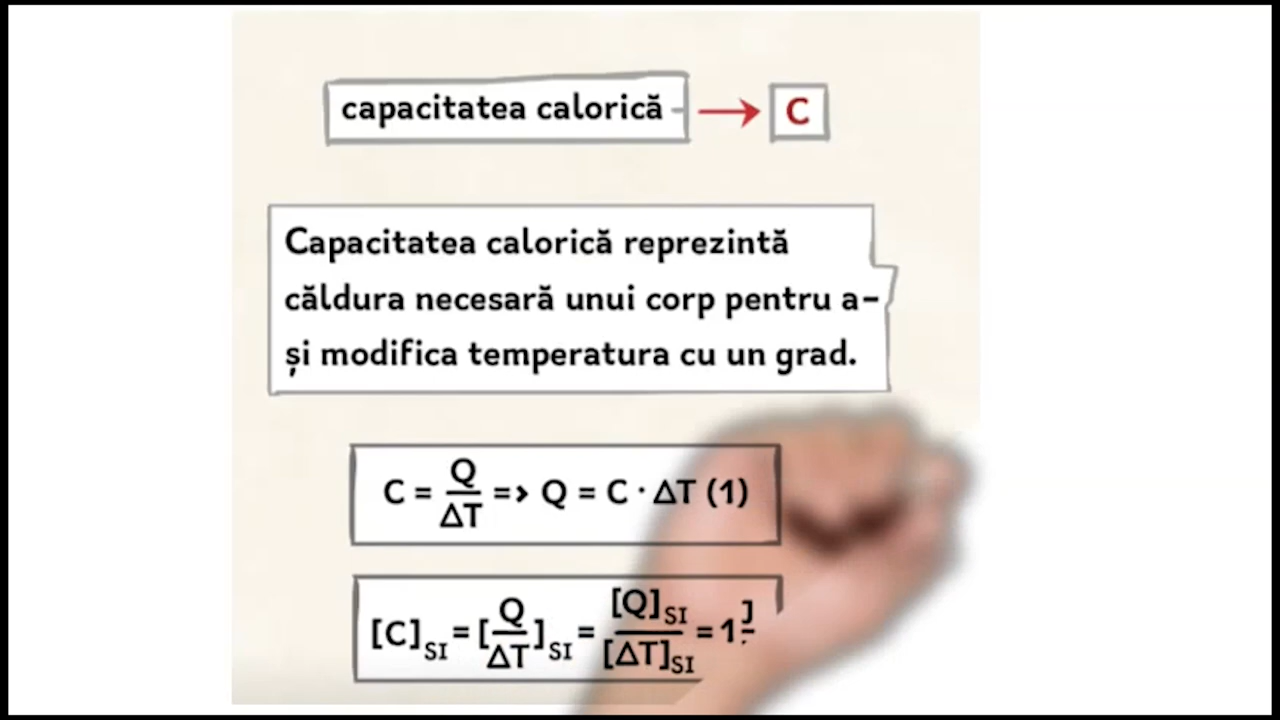 capacitatea calorică → C
Capacitatea calorică reprezintă
căldura necesară unui corp pentru a-
și modifica temperatura cu un grad.
C = Q/ΔT => Q = C · ΔT (1)
[C]SI = [Q/ΔT]SI = [Q]SI/[ΔT]SI = 1 J